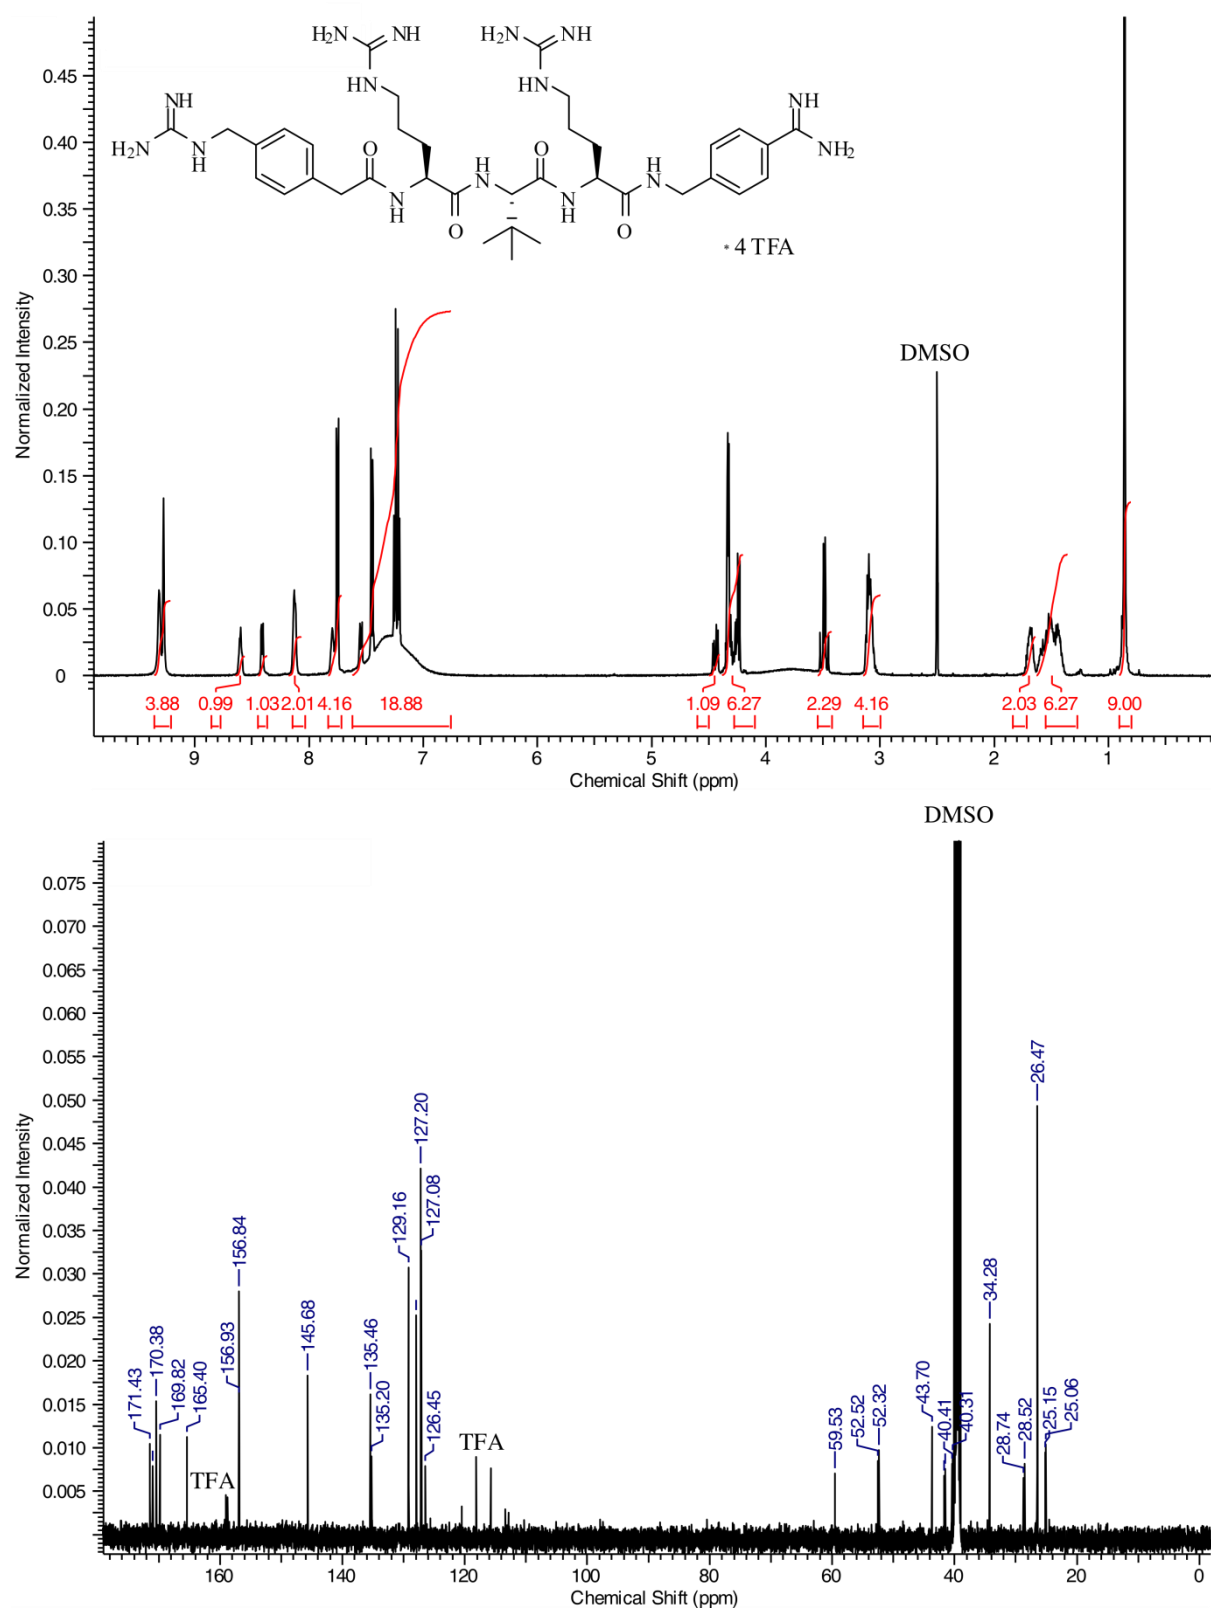 H₂N NH
HN
H₂N NH
HN
NH
H₂N
N
H
O
N
H
O
H
N
O
N
H
O
H
N
NH
NH₂
* 4 TFA
DMSO
Normalized Intensity
0.45
0.40
0.35
0.30
0.25
0.20
0.15
0.10
0.05
0
3.88 0.99 1.03 2.01 4.16 18.88 1.09 6.27 2.29 4.16 2.03 6.27 9.00
9 8 7 6 5 4 3 2 1
Chemical Shift (ppm)
DMSO
Normalized Intensity
0.075
0.070
0.065
0.060
0.055
0.050
0.045
0.040
0.035
0.030
0.025
0.020
0.015
0.010
0.005
171.43
170.38
169.82
165.40
TFA
156.93
156.84
145.68
135.46
135.20
129.16
127.20
127.08
126.45
TFA
59.53
52.52
52.32
43.70
40.41
40.31
34.28
28.74
28.52
26.47
25.15
25.06
160 140 120 100 80 60 40 20 0
Chemical Shift (ppm)